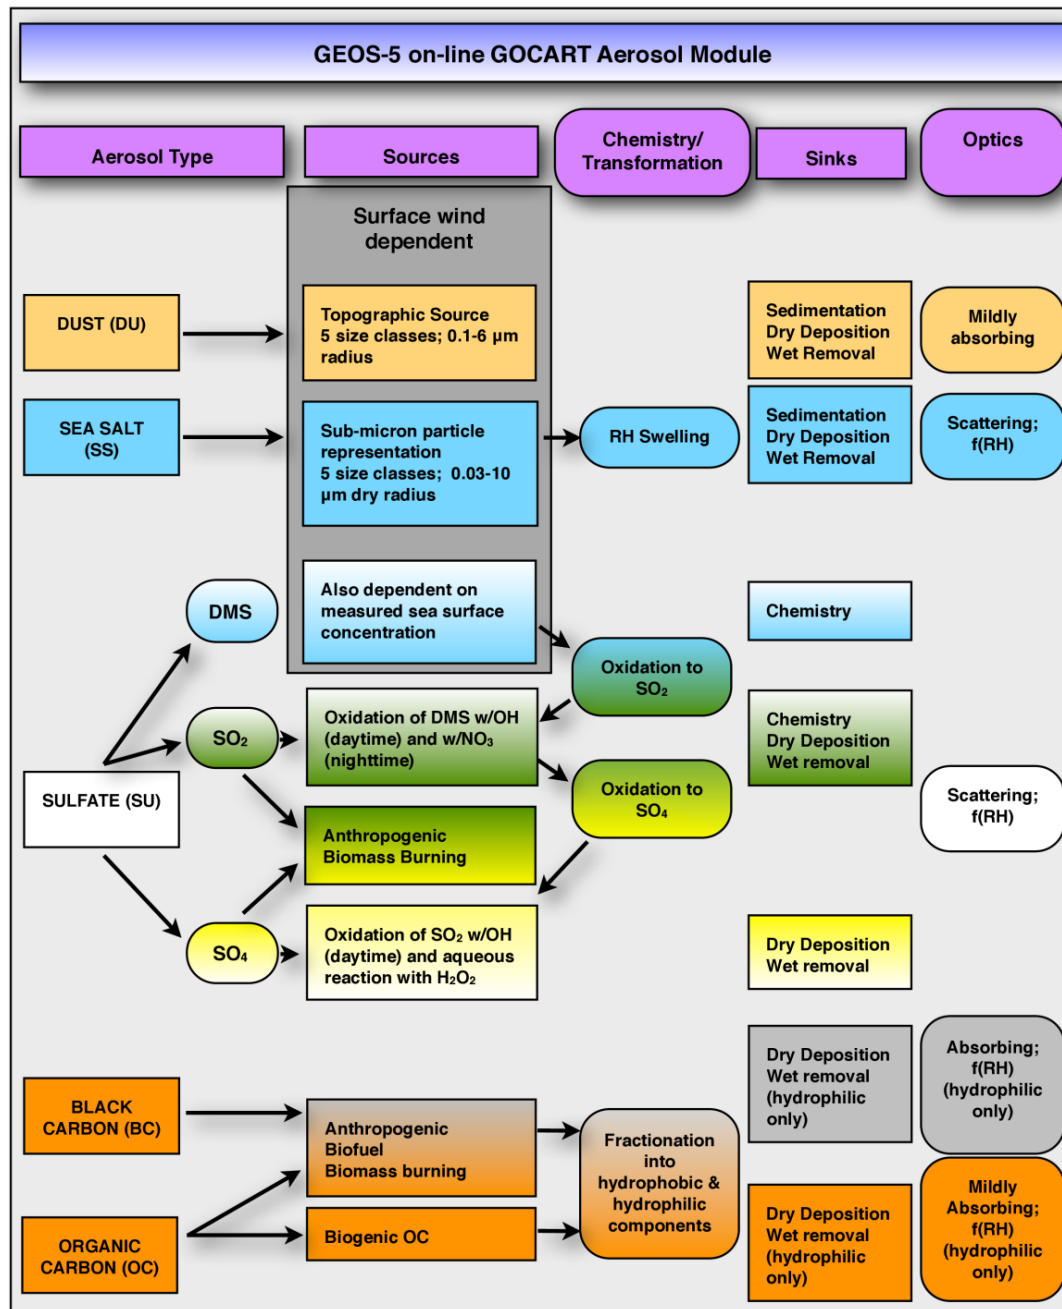 GEOS-5 on-line GOCART Aerosol Module
Aerosol Type
Sources
Chemistry/
Transformation
Sinks
Optics
Surface wind
dependent
DUST (DU)
Topographic Source
5 size classes; 0.1-6 µm
radius
Sedimentation
Dry Deposition
Wet Removal
Mildly
absorbing
SEA SALT
(SS)
Sub-micron particle
representation
5 size classes; 0.03-10
µm dry radius
RH Swelling
Sedimentation
Dry Deposition
Wet Removal
Scattering;
f(RH)
DMS
Also dependent on
measured sea surface
concentration
Chemistry
Oxidation to
SO₂
SO₂
Oxidation of DMS w/OH
(daytime) and w/NO₃
(nighttime)
Chemistry
Dry Deposition
Wet removal
SULFATE (SU)
Oxidation to
SO₄
Scattering;
f(RH)
Anthropogenic
Biomass Burning
SO₄
Oxidation of SO₂ w/OH
(daytime) and aqueous
reaction with H₂O₂
Dry Deposition
Wet removal
BLACK
CARBON (BC)
Anthropogenic
Biofuel
Biomass burning
Fractionation
into
hydrophobic &
hydrophilic
components
Dry Deposition
Wet removal
(hydrophilic
only)
Absorbing;
f(RH)
(hydrophilic
only)
ORGANIC
CARBON (OC)
Biogenic OC
Dry Deposition
Wet removal
(hydrophilic
only)
Mildly
Absorbing;
f(RH)
(hydrophilic
only)